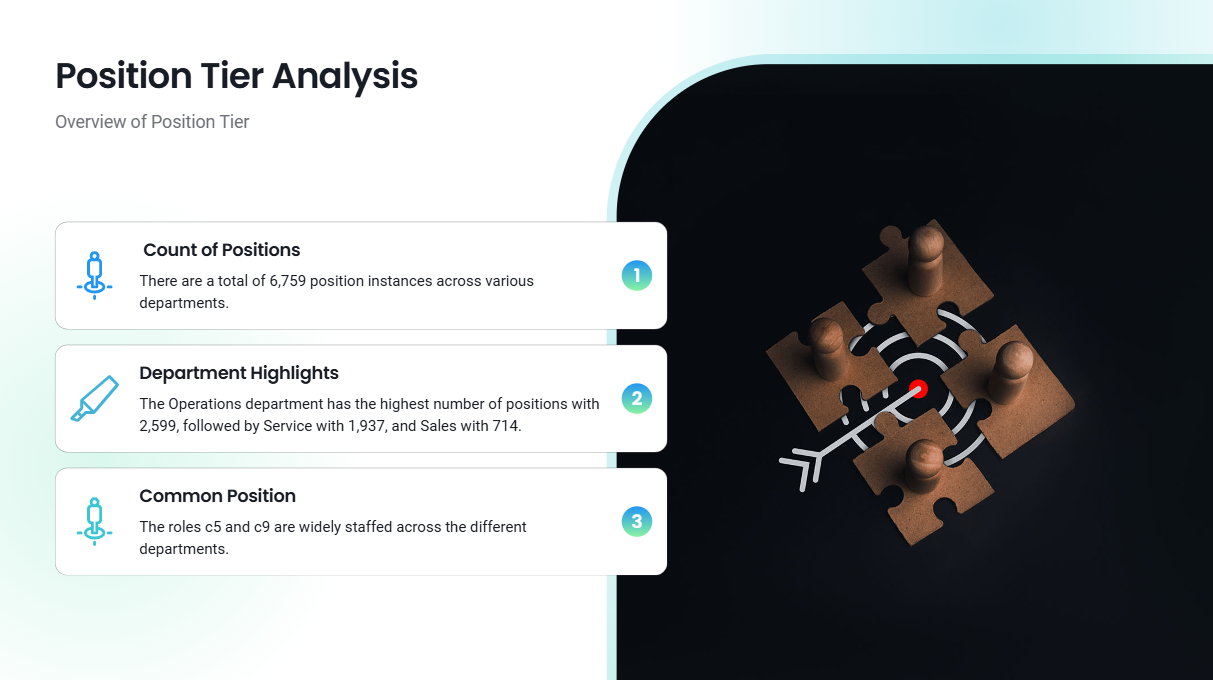 Position Tier Analysis
Overview of Position Tier
Count of Positions
There are a total of 6,759 position instances across various
departments.
1
Department Highlights
The Operations department has the highest number of positions with
2,599, followed by Service with 1,937, and Sales with 714.
2
Common Position
The roles c5 and c9 are widely staffed across the different
departments.
3